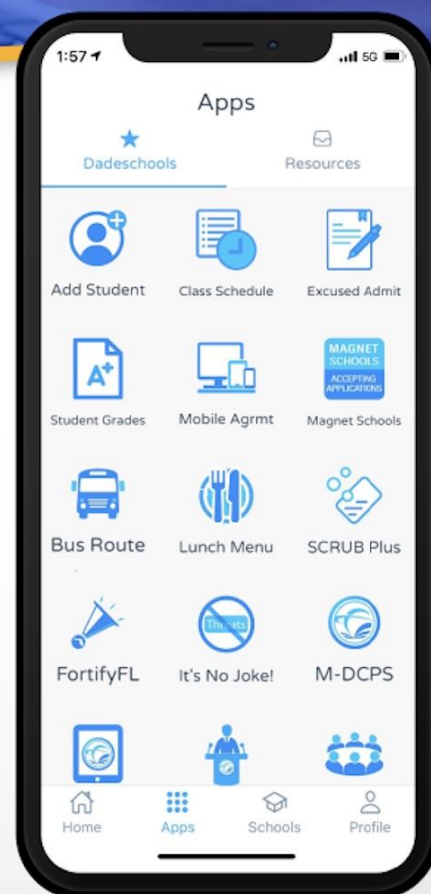 1:57 5G
Apps
Dadeschools Resources
Add Student Class Schedule Excused Admit
A+
MAGNET
SCHOOLS
ACCEPTING
APPLICATIONS
Student Grades Mobile Agrmt Magnet Schools
Bus Route Lunch Menu SCRUB Plus
Threats
FortifyFL It's No Joke! M-DCPS
Home Apps Schools Profile